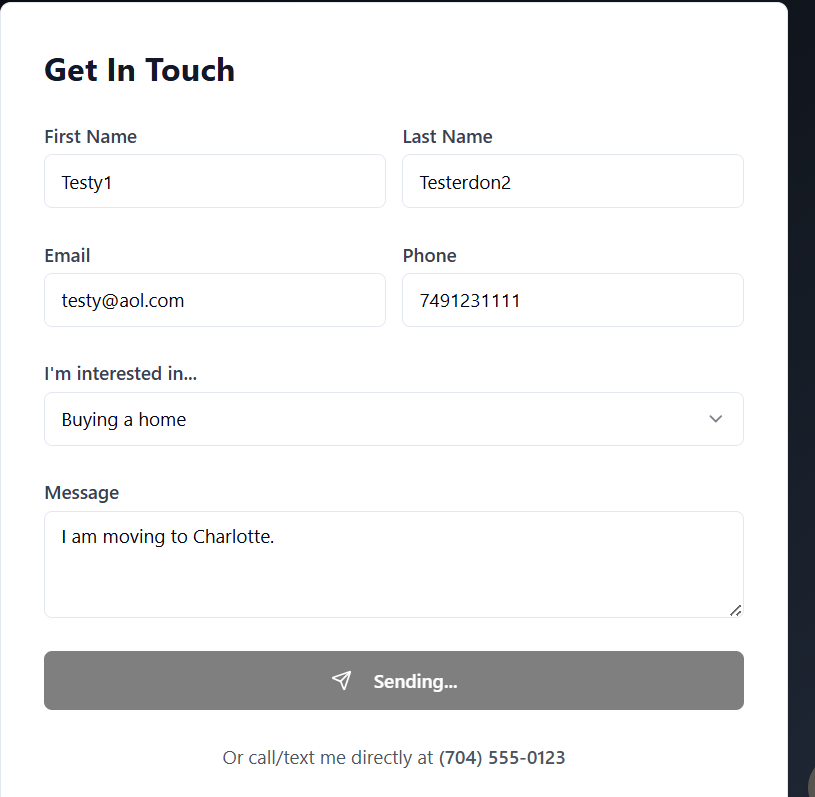 Get In Touch
First Name Last Name
Testy1 Testerdon2
Email Phone
testy@aol.com 7491231111
I'm interested in...
Buying a home
Message
I am moving to Charlotte.
Sending...
Or call/text me directly at (704) 555-0123